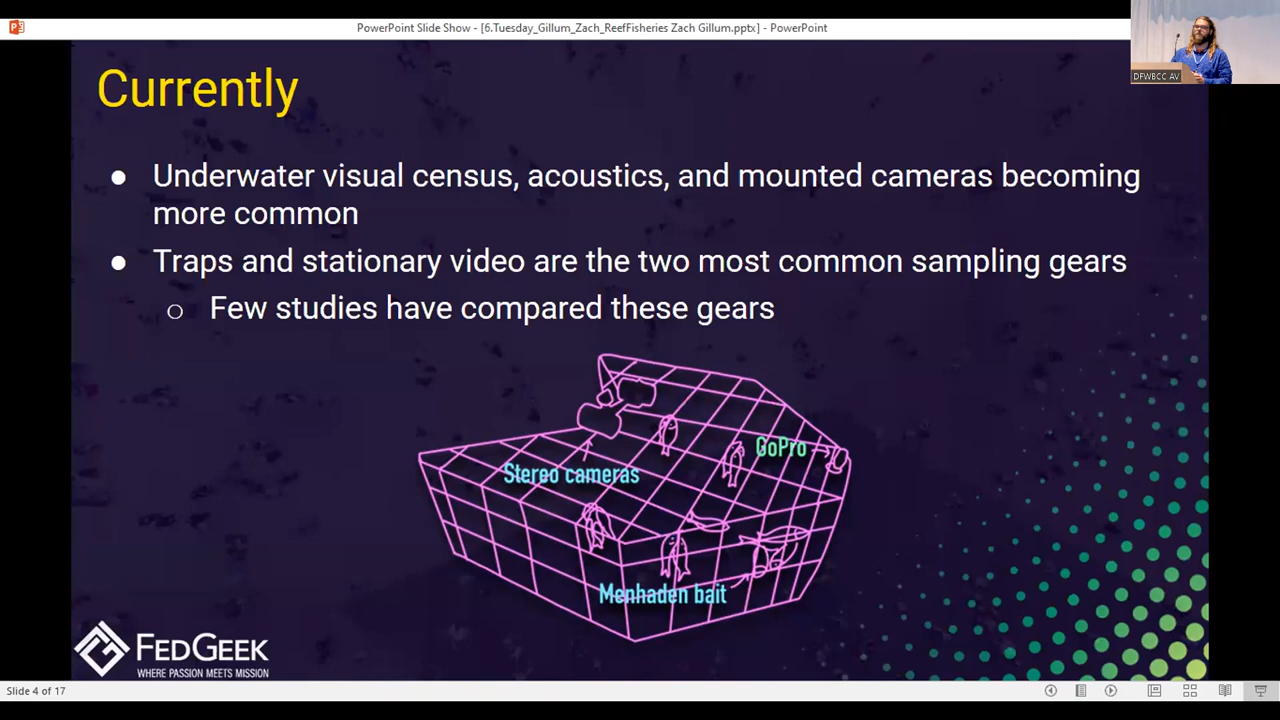 PowerPoint Slide Show - [6.Tuesday_Gillum_Zach_ReefFisheries Zach Gillum.pptx] - PowerPoint
DFWBCC AV
Currently
● Underwater visual census, acoustics, and mounted cameras becoming
more common
● Traps and stationary video are the two most common sampling gears
○ Few studies have compared these gears
GoPro
Stereo cameras
Menhaden bait
FEDGEEK
WHERE PASSION MEETS MISSION
Slide 4 of 17